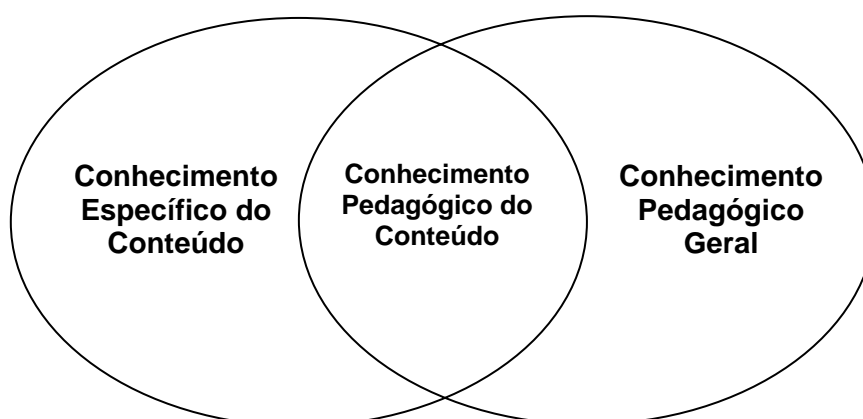 Conhecimento
Específico do
Conteúdo
Conhecimento
Pedagógico do
Conteúdo
Conhecimento
Pedagógico
Geral